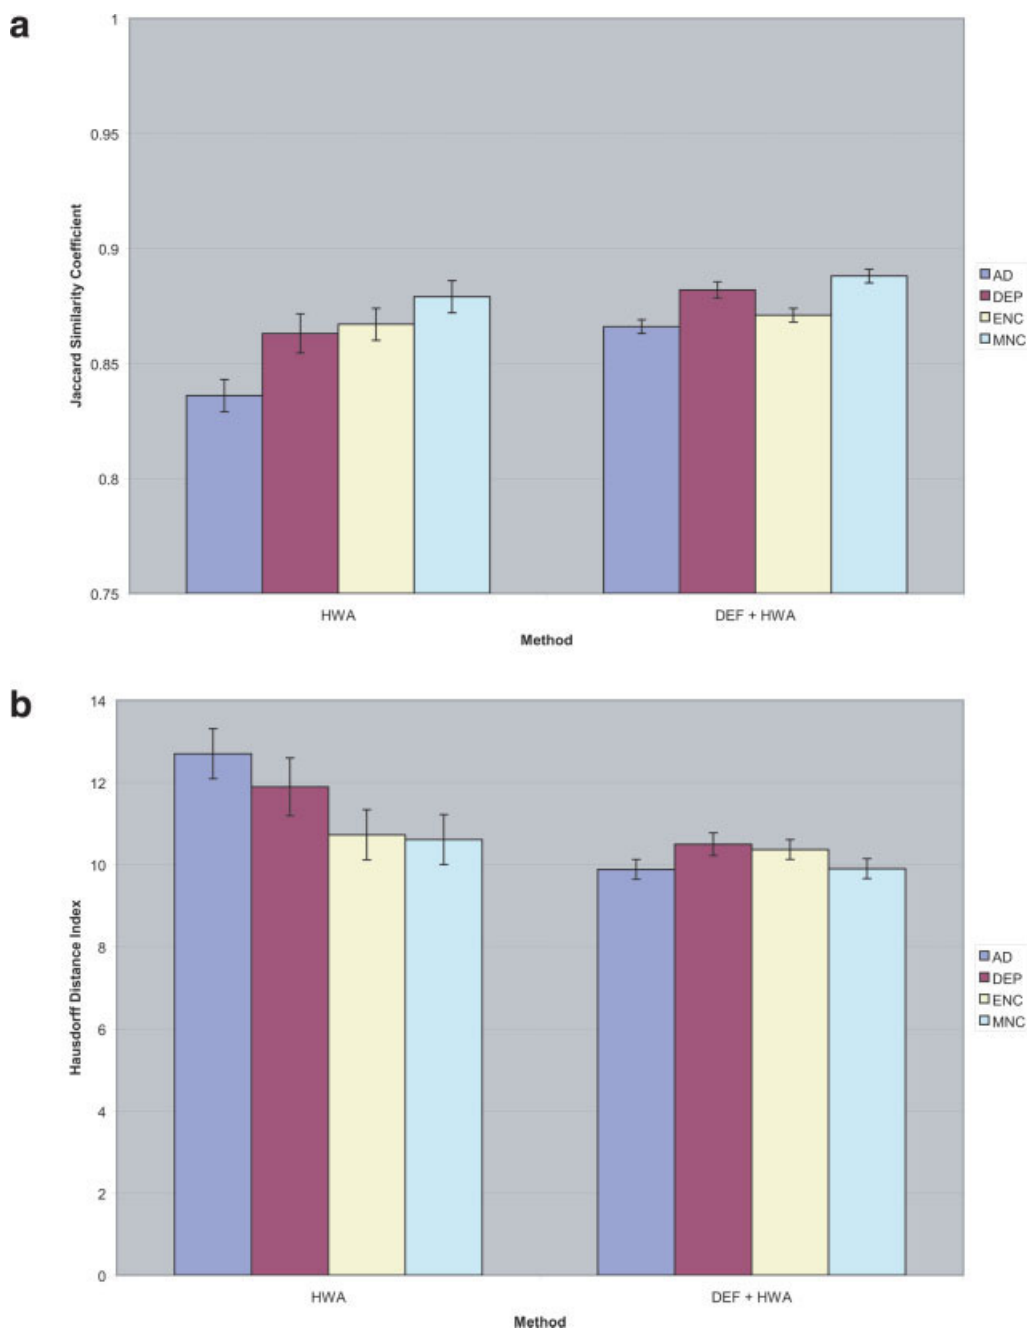 a
1
0.95
0.9
0.85
0.8
0.75
Jaccard Similarity Coefficient
HWA
DEF + HWA
Method
AD
DEP
ENC
MNC
b
14
12
10
8
6
4
2
0
Hausdorff Distance Index
HWA
DEF + HWA
Method
AD
DEP
ENC
MNC